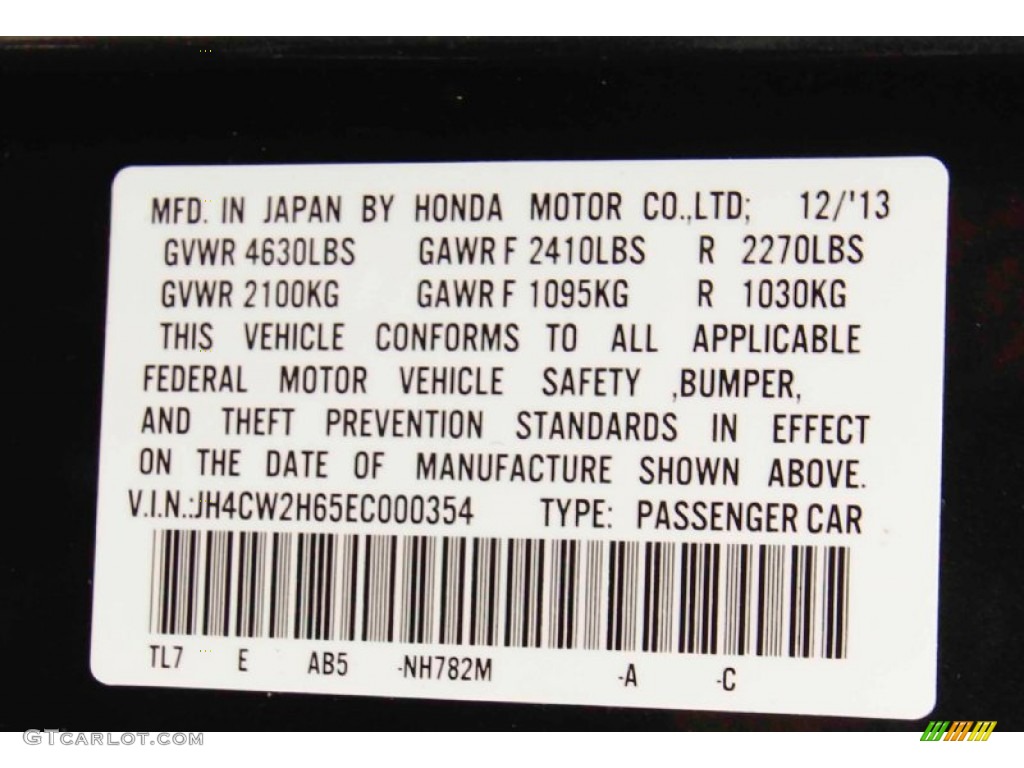 MFD. IN JAPAN BY HONDA MOTOR CO.,LTD; 12/'13
GVWR 4630LBS GAWR F 2410LBS R 2270LBS
GVWR 2100KG GAWR F 1095KG R 1030KG
THIS VEHICLE CONFORMS TO ALL APPLICABLE
FEDERAL MOTOR VEHICLE SAFETY ,BUMPER,
AND THEFT PREVENTION STANDARDS IN EFFECT
ON THE DATE OF MANUFACTURE SHOWN ABOVE.
V.I.N.:JH4CW2H65EC000354 TYPE: PASSENGER CAR
TL7 E AB5 -NH782M -A -C
GTCARLOT.COM